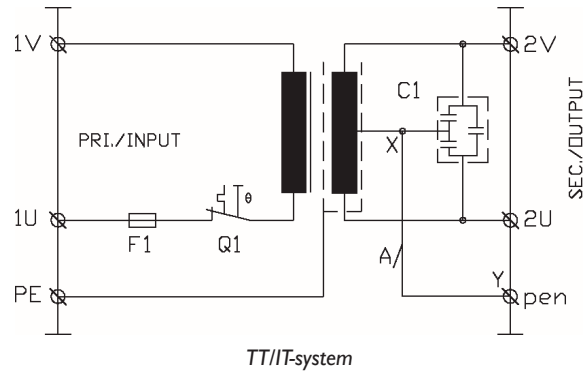 1V
2V
C1
PRI./INPUT
SEC./OUTPUT
X
θ
1U
2U
F1
Q1
A/
Y
PE
pen
TT/IT-system